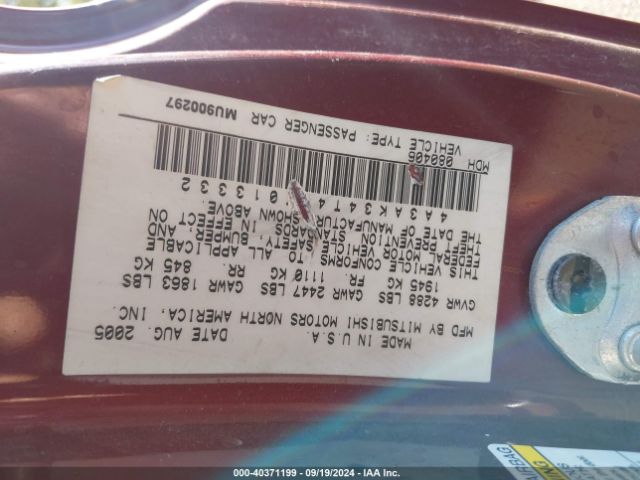 MADE IN U.S.A. DATE AUG. 2005
MFD BY MITSUBISHI MOTORS NORTH AMERICA, INC.
GVWR 4288 LBS GAWR 2447 LBS GAWR 1863 LBS
1945 KG FR. 1110 KG RR. 845 KG
THIS VEHICLE CONFORMS TO ALL APPLICABLE
FEDERAL MOTOR VEHICLE SAFETY, BUMPER, AND
THEFT PREVENTION STANDARDS IN EFFECT ON
THE DATE OF MANUFACTURE SHOWN ABOVE.
4A3AK34T 013332
MDH 080406
VEHICLE TYPE: PASSENGER CAR MU900297
AIRBAG
40371199 - 09/19/2024 - IAA Inc.